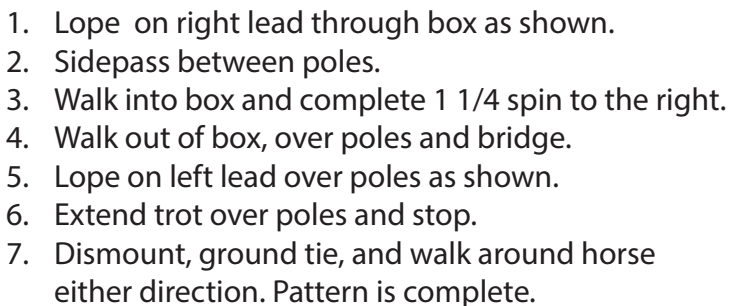 1. Lope  on right lead through box as shown.
2. Sidepass between poles.
3. Walk into box and complete 1 1/4 spin to the right.
4. Walk out of box, over poles and bridge.
5. Lope on left lead over poles as shown.
6. Extend trot over poles and stop.
7. Dismount, ground tie, and walk around horse
either direction. Pattern is complete.